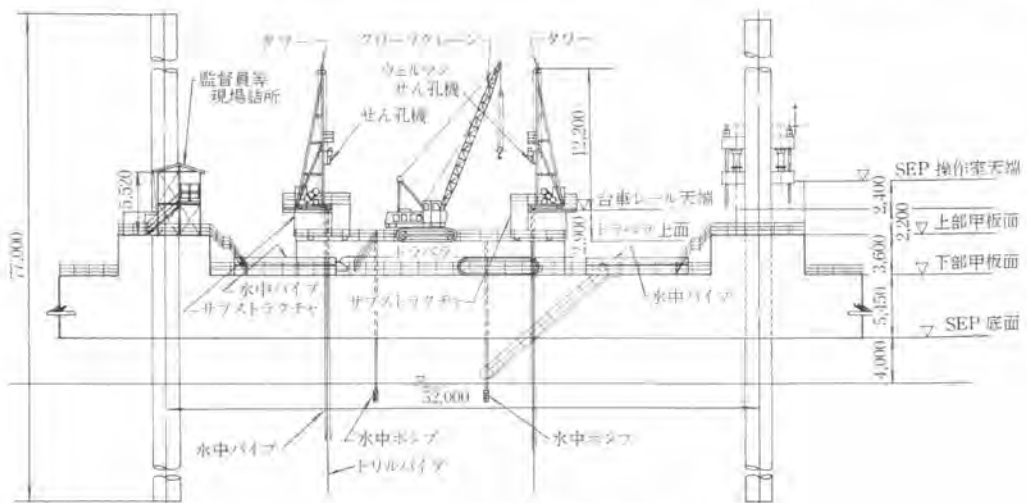 タワー
クローラクレーン
タワー
監督員等
現場詰所
ウェルマン
せん孔機
せん孔機
12,200
5,520
77,000
SEP 操作室天端
2,400
台車レール天端
2,200
上部甲板面
トラバラ上面
2,900
トラバラ
3,600
下部甲板面
水中パイプ
サブストラクチャ
サブストラクチャ
水中パイプ
5,450
SEP 底面
4,000
52,000
水中パイプ
水中ポンプ
水中ポンプ
ドリルパイプ